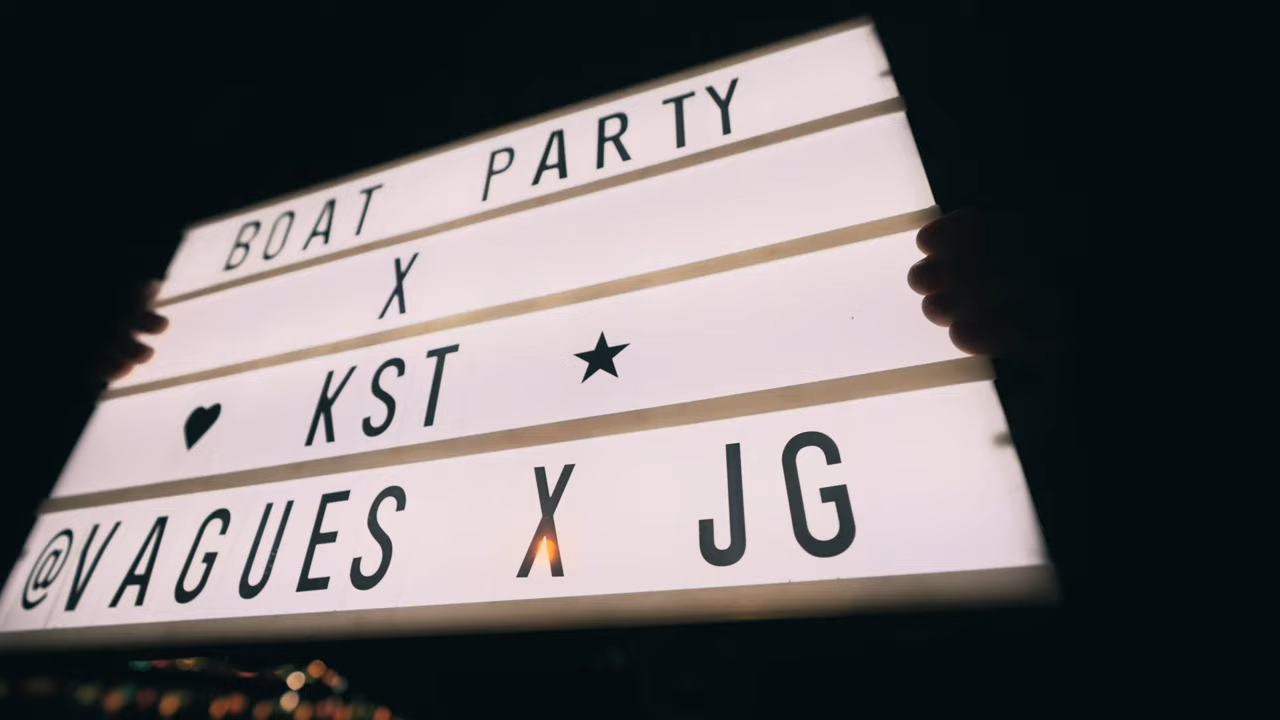 BOAT PARTY
X
♥ KST ★
@VAGUES X JG